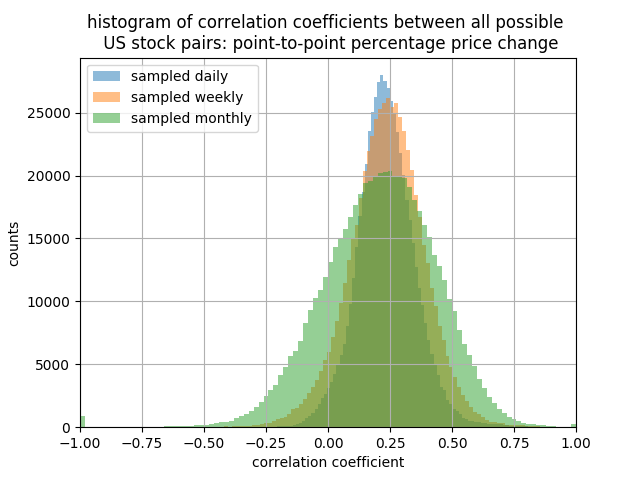 histogram of correlation coefficients between all possible
US stock pairs: point-to-point percentage price change
sampled daily
sampled weekly
sampled monthly
counts
25000
20000
15000
10000
5000
0
−1.00 −0.75 −0.50 −0.25 0.00 0.25 0.50 0.75 1.00
correlation coefficient